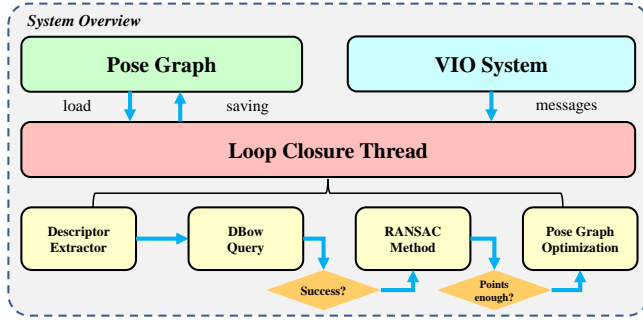 System Overview
Pose Graph
VIO System
load
saving
messages
Loop Closure Thread
Descriptor
Extractor
DBow
Query
RANSAC
Method
Pose Graph
Optimization
Success?
Points
enough?